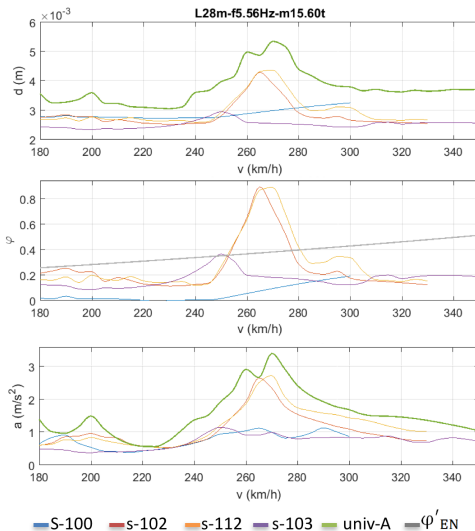 L28m-f5.56Hz-m15.60t
×10⁻³
6
5
4
3
2
d (m)
180 200 220 240 260 280 300 320 340
v (km/h)
0.8
0.6
0.4
0.2
0
φ
180 200 220 240 260 280 300 320 340
v (km/h)
3
2
1
0
a (m/s²)
180 200 220 240 260 280 300 320 340
v (km/h)
S-100 s-102 s-112 s-103 univ-A φ′EN